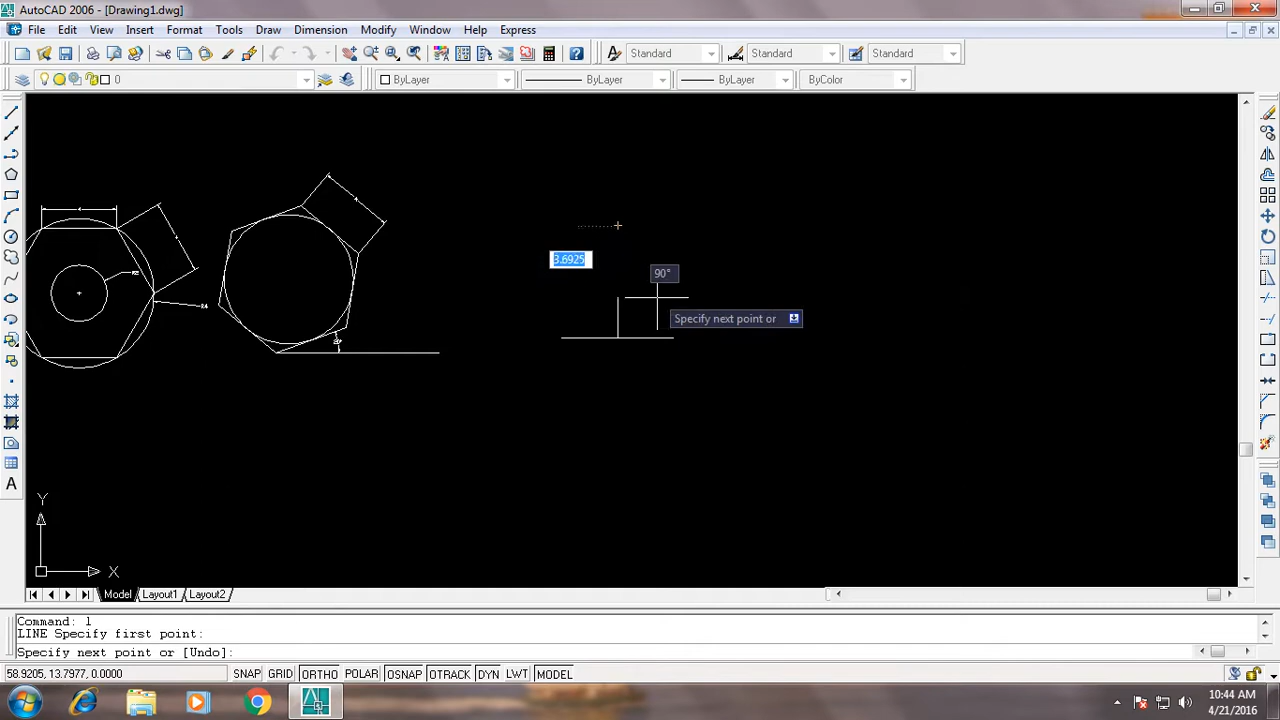 AutoCAD 2006 - [Drawing1.dwg]
File Edit View Insert Format Tools Draw Dimension Modify Window Help Express
Standard Standard Standard
0 ByLayer ByLayer ByLayer ByColor
3.6925
90°
Specify next point or
A
Y
X
Model Layout1 Layout2
Command: l
LINE Specify first point:
Specify next point or [Undo]:
58.9205, 13.7977, 0.0000 SNAP GRID ORTHO POLAR OSNAP OTRACK DYN LWT MODEL
10:44 AM
4/21/2016